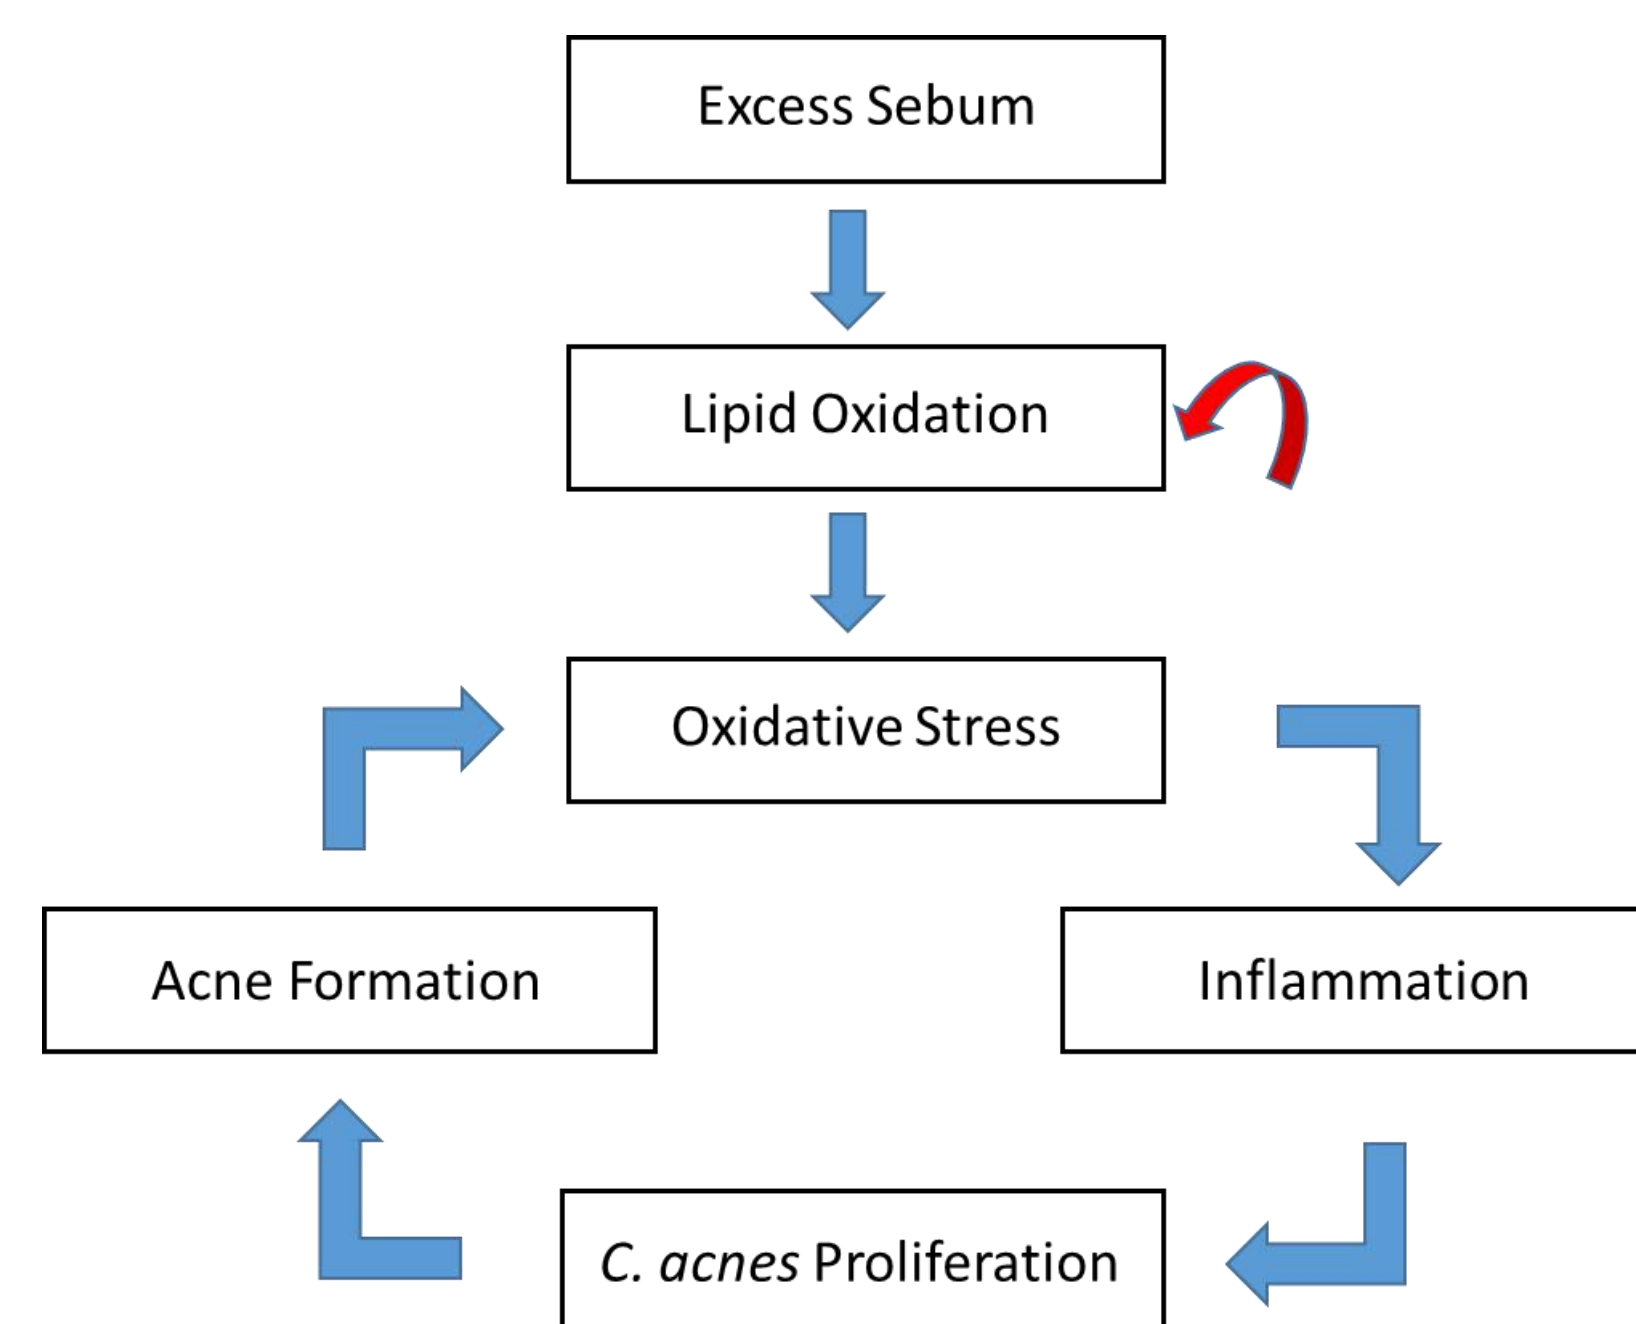 Excess Sebum
Lipid Oxidation
Oxidative Stress
Acne Formation
Inflammation
C. acnes Proliferation